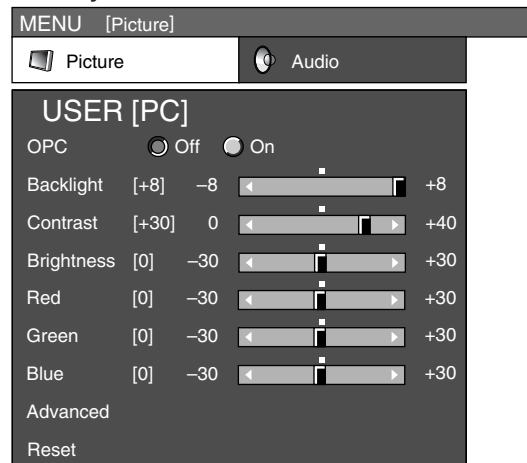 MENU [Picture]
Picture Audio
USER [PC]
OPC Off On
Backlight [+8] –8 +8
Contrast [+30] 0 +40
Brightness [0] –30 +30
Red [0] –30 +30
Green [0] –30 +30
Blue [0] –30 +30
Advanced
Reset